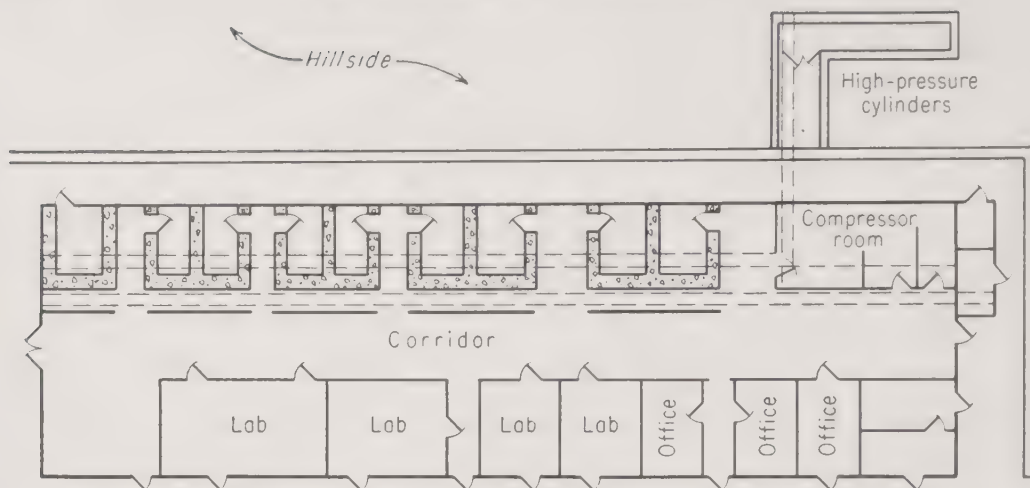 Hillside
High-pressure
cylinders
Compressor
room
Corridor
Lab
Lab
Lab
Lab
Office
Office
Office